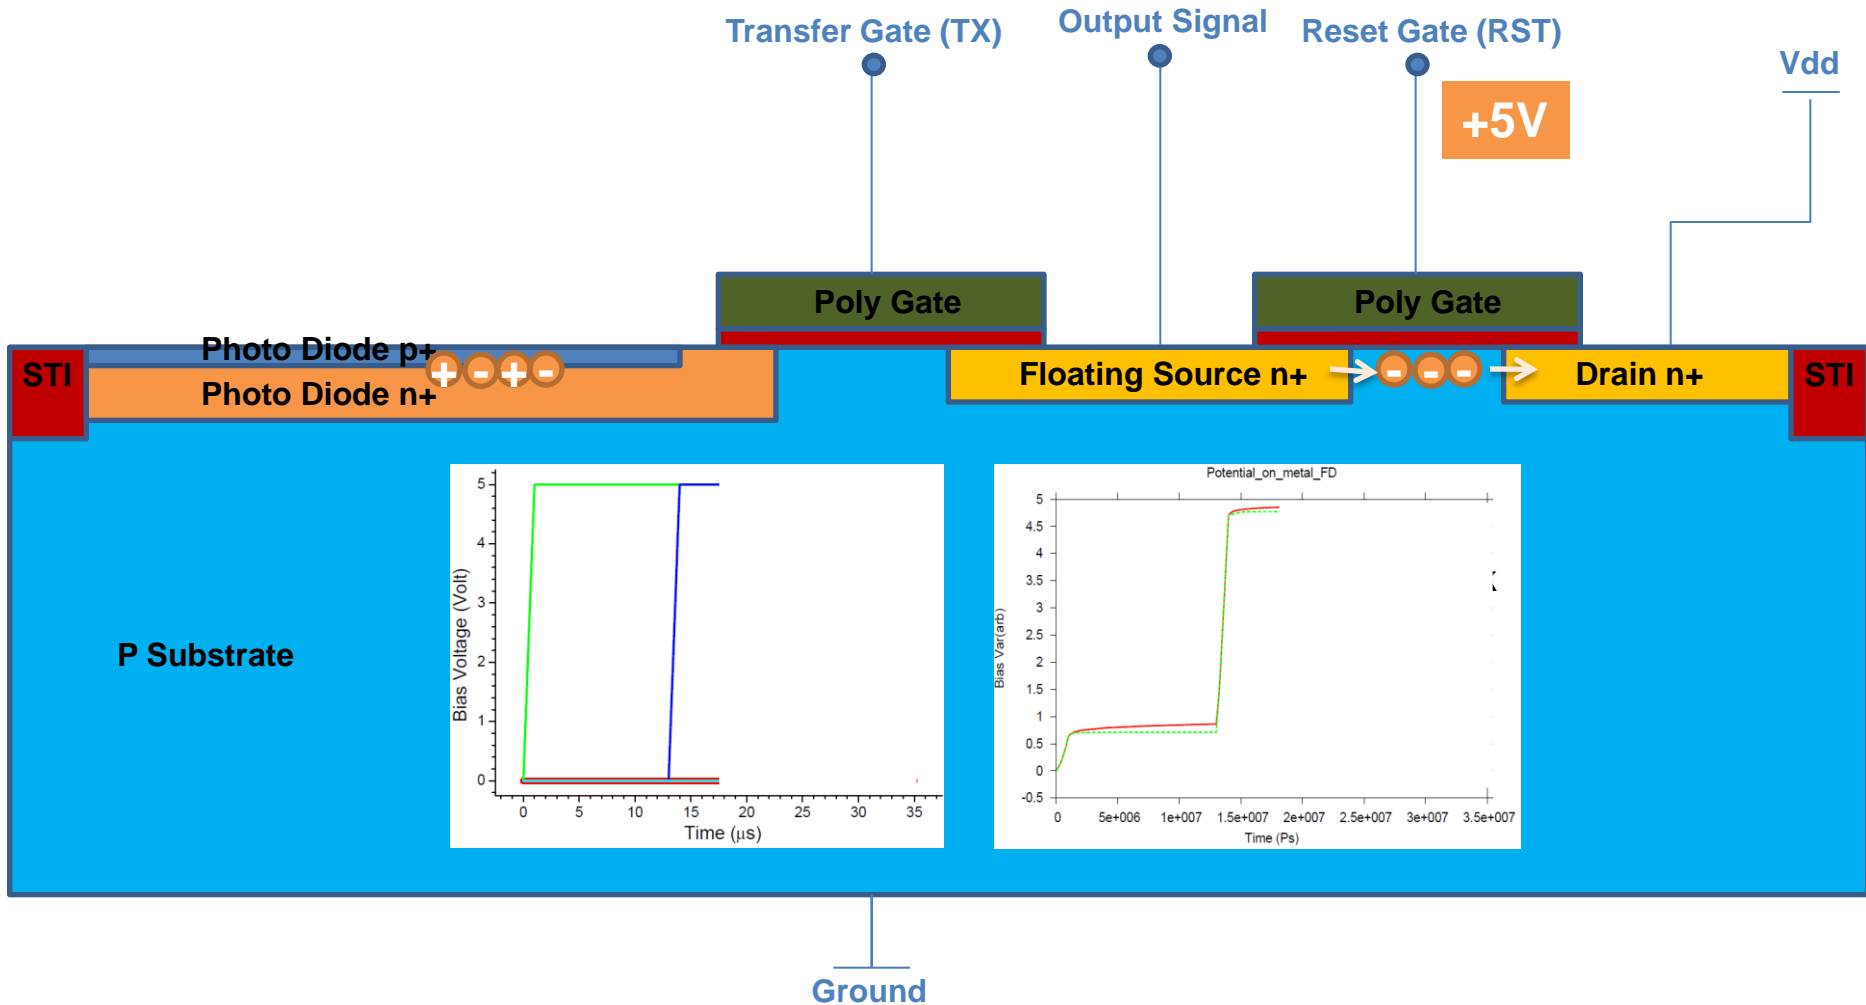 Transfer Gate (TX)
Output Signal
Reset Gate (RST)
Vdd
+5V
Poly Gate
Poly Gate
STI
Photo Diode p+
Photo Diode n+
+ - + -
Floating Source n+
- - -
Drain n+
STI
P Substrate
Bias Voltage (Volt)
5
4
3
2
1
0
0 5 10 15 20 25 30 35
Time (μs)
Potential_on_metal_FD
Bias Var(arb)
5
4.5
4
3.5
3
2.5
2
1.5
1
0.5
0
-0.5
0 5e+006 1e+007 1.5e+007 2e+007 2.5e+007 3e+007 3.5e+007
Time (Ps)
Ground